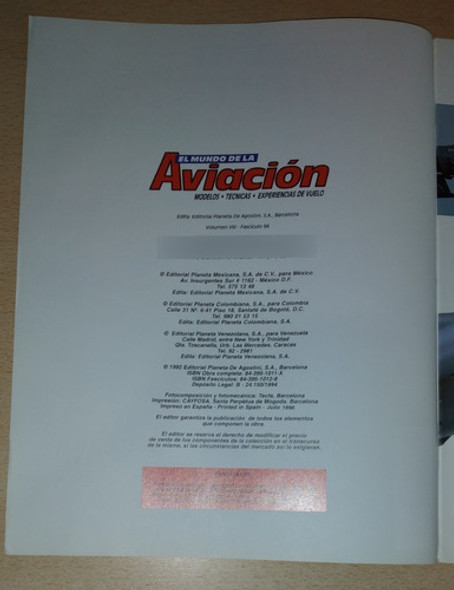 EL MUNDO DE LA
Aviación
MODELOS • TECNICAS • EXPERIENCIAS DE VUELO
Edita: Editorial Planeta De Agostini, S.A., Barcelona
Volumen VIII - Fascículo 94
© Editorial Planeta Mexicana, S.A. de C.V., para México
Av. Insurgentes Sur # 1162 - México D.F.
Tel. 575 13 48
Edita: Editorial Planeta Mexicana, S.A. de C.V.
© Editorial Planeta Colombiana, S.A., para Colombia
Calle 31 Nº. 6-41 Piso 18, Santafé de Bogotá, D.C.
Tel. 980 01 53 15
Edita: Editorial Planeta Colombiana, S.A.
© Editorial Planeta Venezolana, S.A., para Venezuela
Calle Madrid, entre New York y Trinidad
Qta. Toscanella, Urb. Las Mercedes, Caracas
Tel. 92 - 2981
Edita: Editorial Planeta Venezolana, S.A.
Editorial Planeta De Agostini, S.A., Barcelona
ISBN Obra completa: 84-395-1011-X
ISBN Fascículos: 84-395-1012-8
Depósito Legal: B - 24 150/1994
Fotocomposición y fotomecánica: Tecfa, Barcelona
Impresión: CAYFOSA, Santa Perpètua de Mogoda, Barcelona
Impreso en España - Printed in Spain - Julio
El editor garantiza la publicación de todos los elementos
que componen la obra.
El editor se reserva el derecho de modificar el precio
de venta de los componentes de la colección en el transcurso
de la misma, si las circunstancias del mercado así lo exigieran.